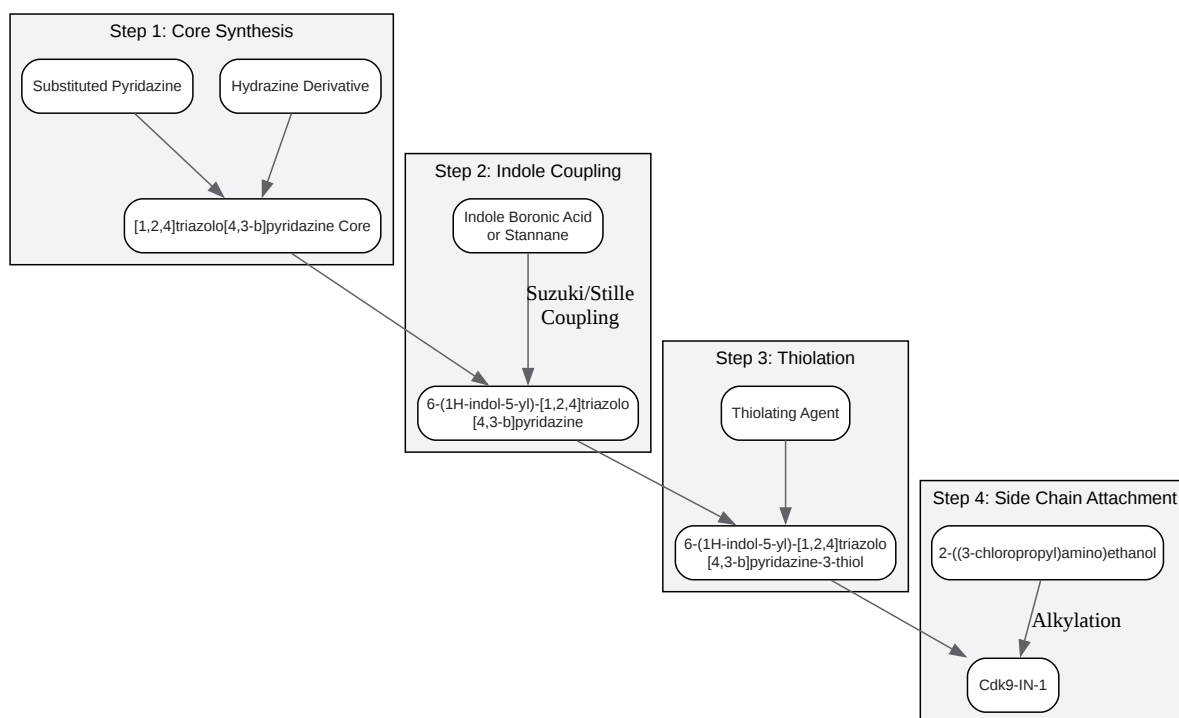 Step 1: Core Synthesis
Substituted Pyridazine
Hydrazine Derivative
[1,2,4]triazolo[4,3-b]pyridazine Core
Step 2: Indole Coupling
Indole Boronic Acid
or Stannane
Suzuki/Stille
Coupling
6-(1H-indol-5-yl)-[1,2,4]triazolo
[4,3-b]pyridazine
Step 3: Thiolation
Thiolating Agent
6-(1H-indol-5-yl)-[1,2,4]triazolo
[4,3-b]pyridazine-3-thiol
Step 4: Side Chain Attachment
2-((3-chloropropyl)amino)ethanol
Alkylation
Cdk9-IN-1